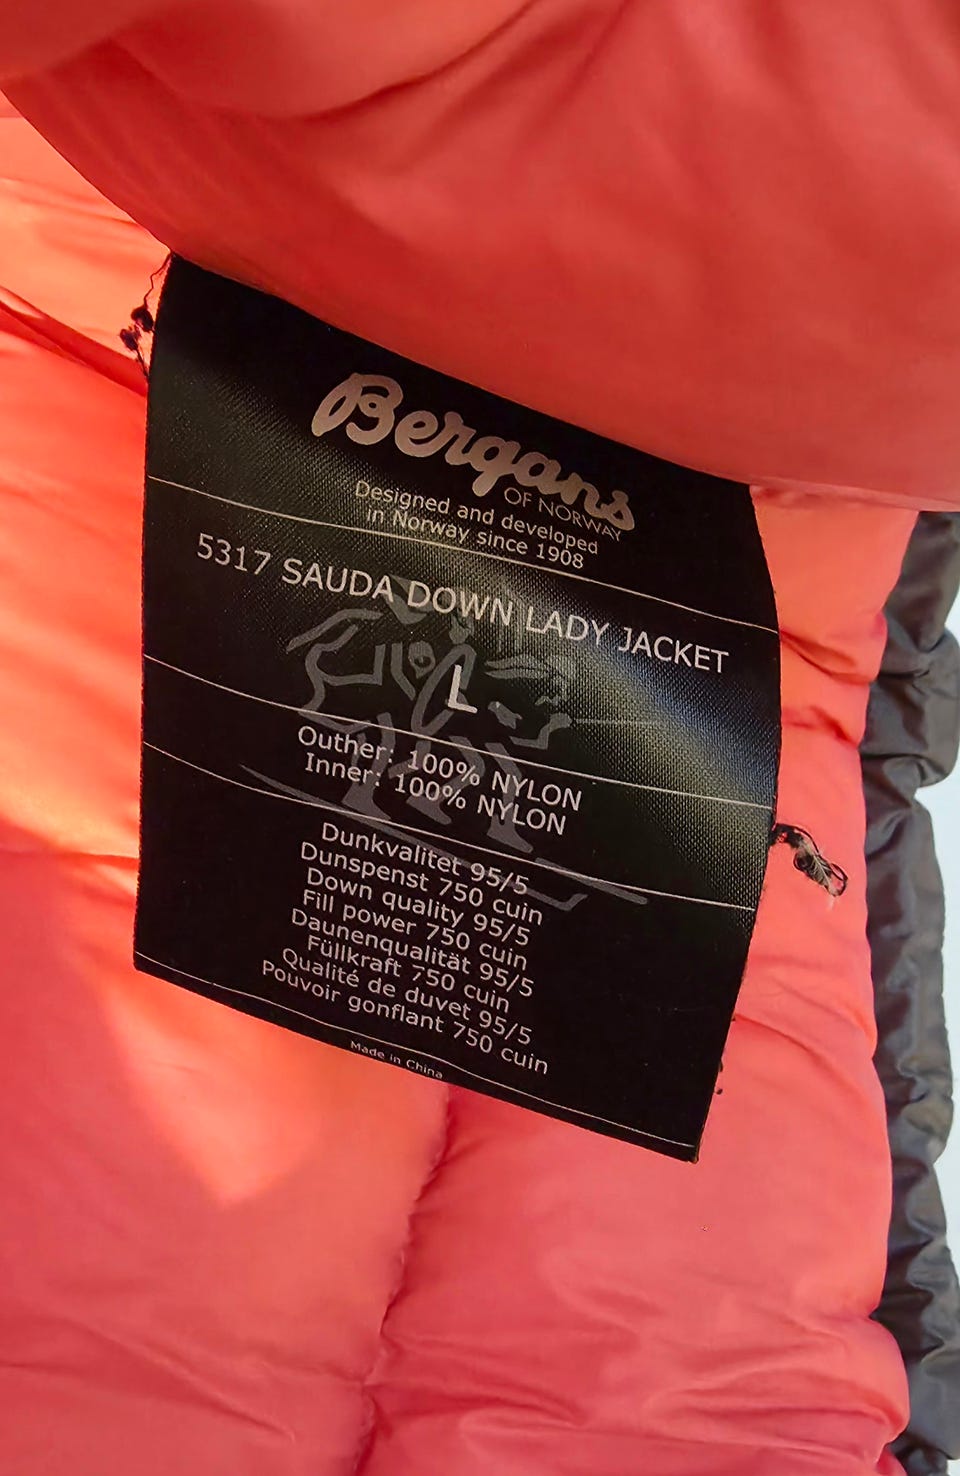 Bergans
OF NORWAY
Designed and developed
in Norway since 1908
5317 SAUDA DOWN LADY JACKET
L
Outher: 100% NYLON
Inner: 100% NYLON
Dunkvalitet 95/5
Dunspenst 750 cuin
Down quality 95/5
Fill power 750 cuin
Daunenqualität 95/5
Füllkraft 750 cuin
Qualité de duvet 95/5
Pouvoir gonflant 750 cuin
Made in China